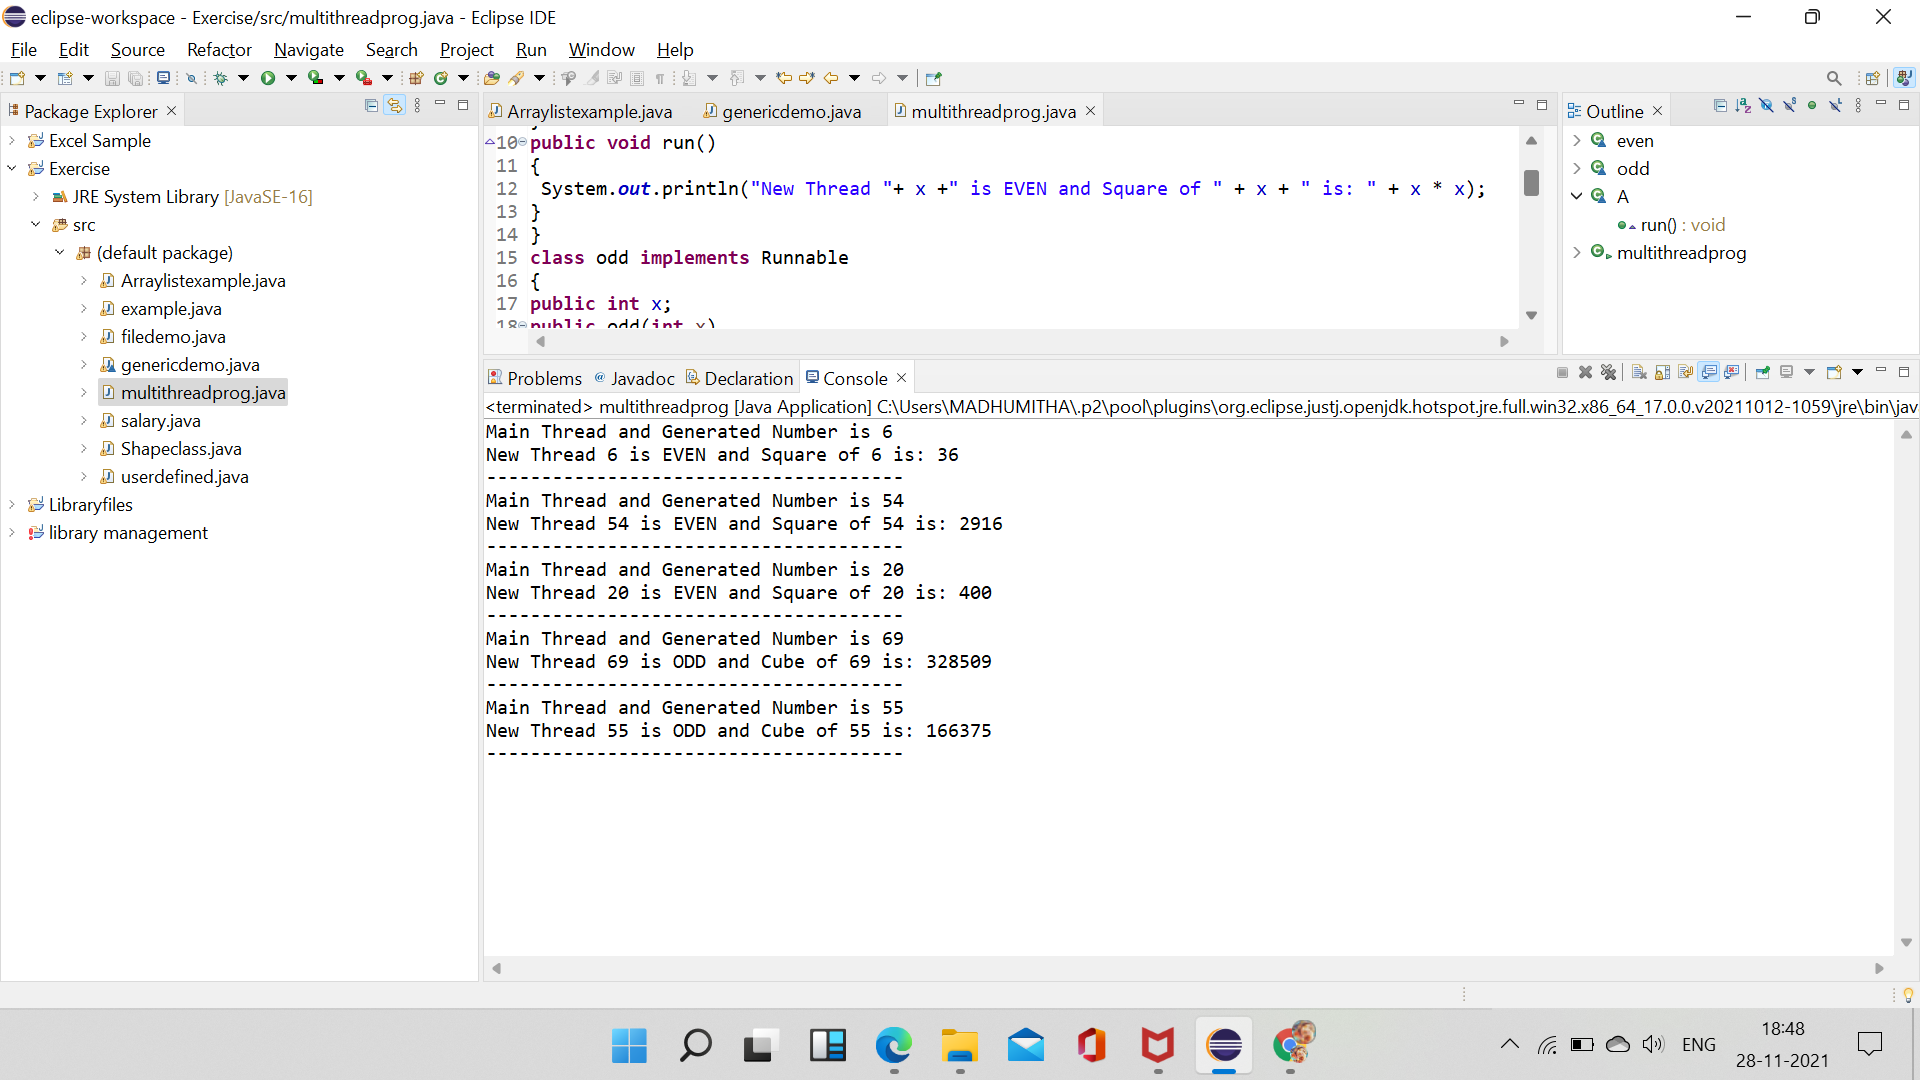 eclipse-workspace - Exercise/src/multithreadprog.java - Eclipse IDE
File Edit Source Refactor Navigate Search Project Run Window Help
Package Explorer
Excel Sample
Exercise
JRE System Library [JavaSE-16]
src
(default package)
Arraylistexample.java
example.java
filedemo.java
genericdemo.java
multithreadprog.java
salary.java
Shapeclass.java
userdefined.java
Libraryfiles
library management
Arraylistexample.java genericdemo.java multithreadprog.java
10 public void run()
11 {
12 System.out.println("New Thread "+ x +" is EVEN and Square of " + x + " is: " + x * x);
13 }
14 }
15 class odd implements Runnable
16 {
17 public int x;
18 public odd(int x)
Outline
even
odd
A
run() : void
multithreadprog
Problems @ Javadoc Declaration Console
<terminated> multithreadprog [Java Application] C:\Users\MADHUMITHA\.p2\pool\plugins\org.eclipse.justj.openjdk.hotspot.jre.full.win32.x86_64_17.0.0.v20211012-1059\jre\bin\jav
Main Thread and Generated Number is 6
New Thread 6 is EVEN and Square of 6 is: 36
--------------------------------------
Main Thread and Generated Number is 54
New Thread 54 is EVEN and Square of 54 is: 2916
--------------------------------------
Main Thread and Generated Number is 20
New Thread 20 is EVEN and Square of 20 is: 400
--------------------------------------
Main Thread and Generated Number is 69
New Thread 69 is ODD and Cube of 69 is: 328509
--------------------------------------
Main Thread and Generated Number is 55
New Thread 55 is ODD and Cube of 55 is: 166375
--------------------------------------
ENG
18:48
28-11-2021